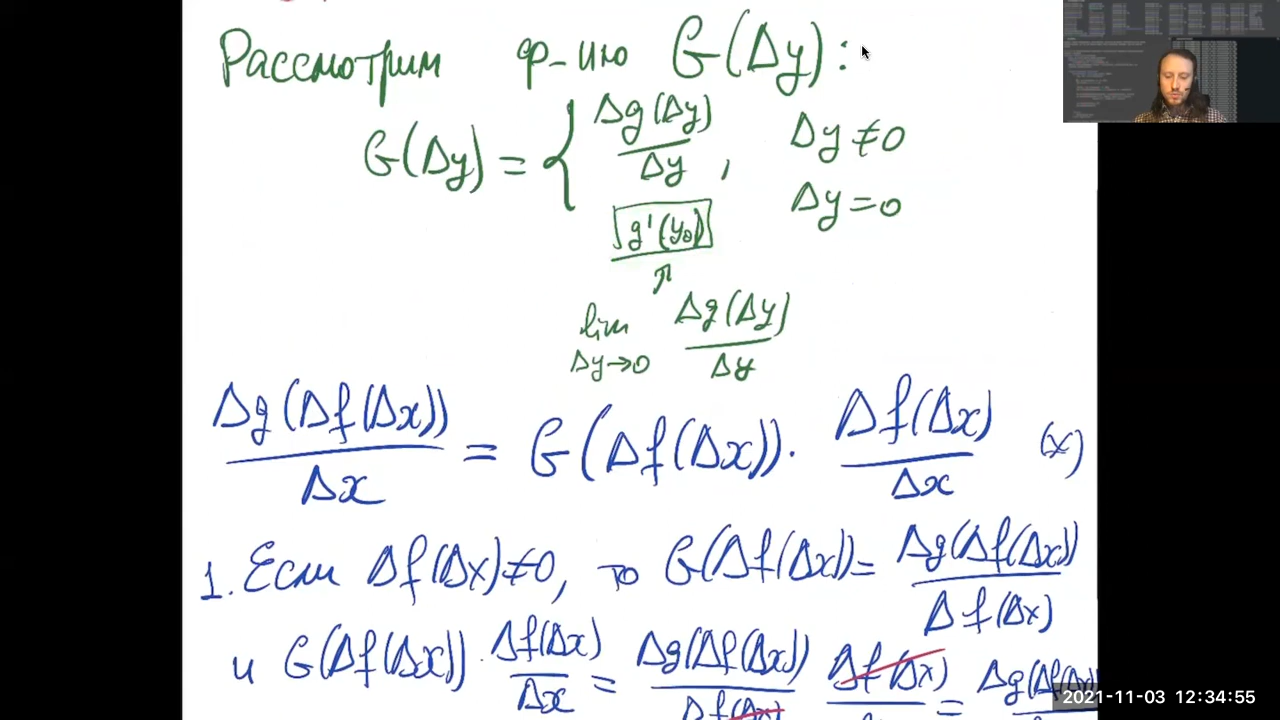 Рассмотрим ф-ию G(Δy):
G(Δy) = { Δg(Δy)/Δy, Δy≠0
g'(y₀) Δy=0
lim Δy→0 Δg(Δy)/Δy
Δg(Δf(Δx))/Δx = G(Δf(Δx))· Δf(Δx)/Δx (x)
1. Если Δf(Δx)≠0, то G(Δf(Δx))= Δg(Δf(Δx))/Δf(Δx)
и G(Δf(Δx))·Δf(Δx)/Δx = Δg(Δf(Δx))/Δf(Δx) Δf(Δx) = Δg(Δf(Δx))
2021-11-03 12:34:55